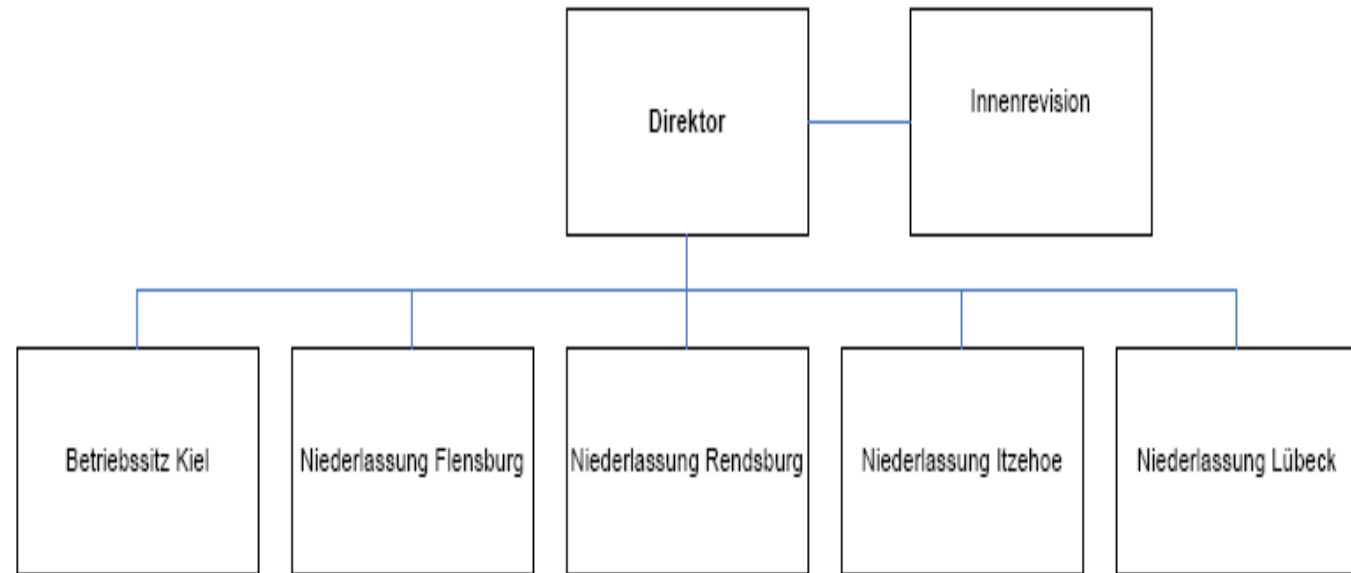 Direktor
Innenrevision
Betriebssitz Kiel
Niederlassung Flensburg
Niederlassung Rendsburg
Niederlassung Itzehoe
Niederlassung Lübeck